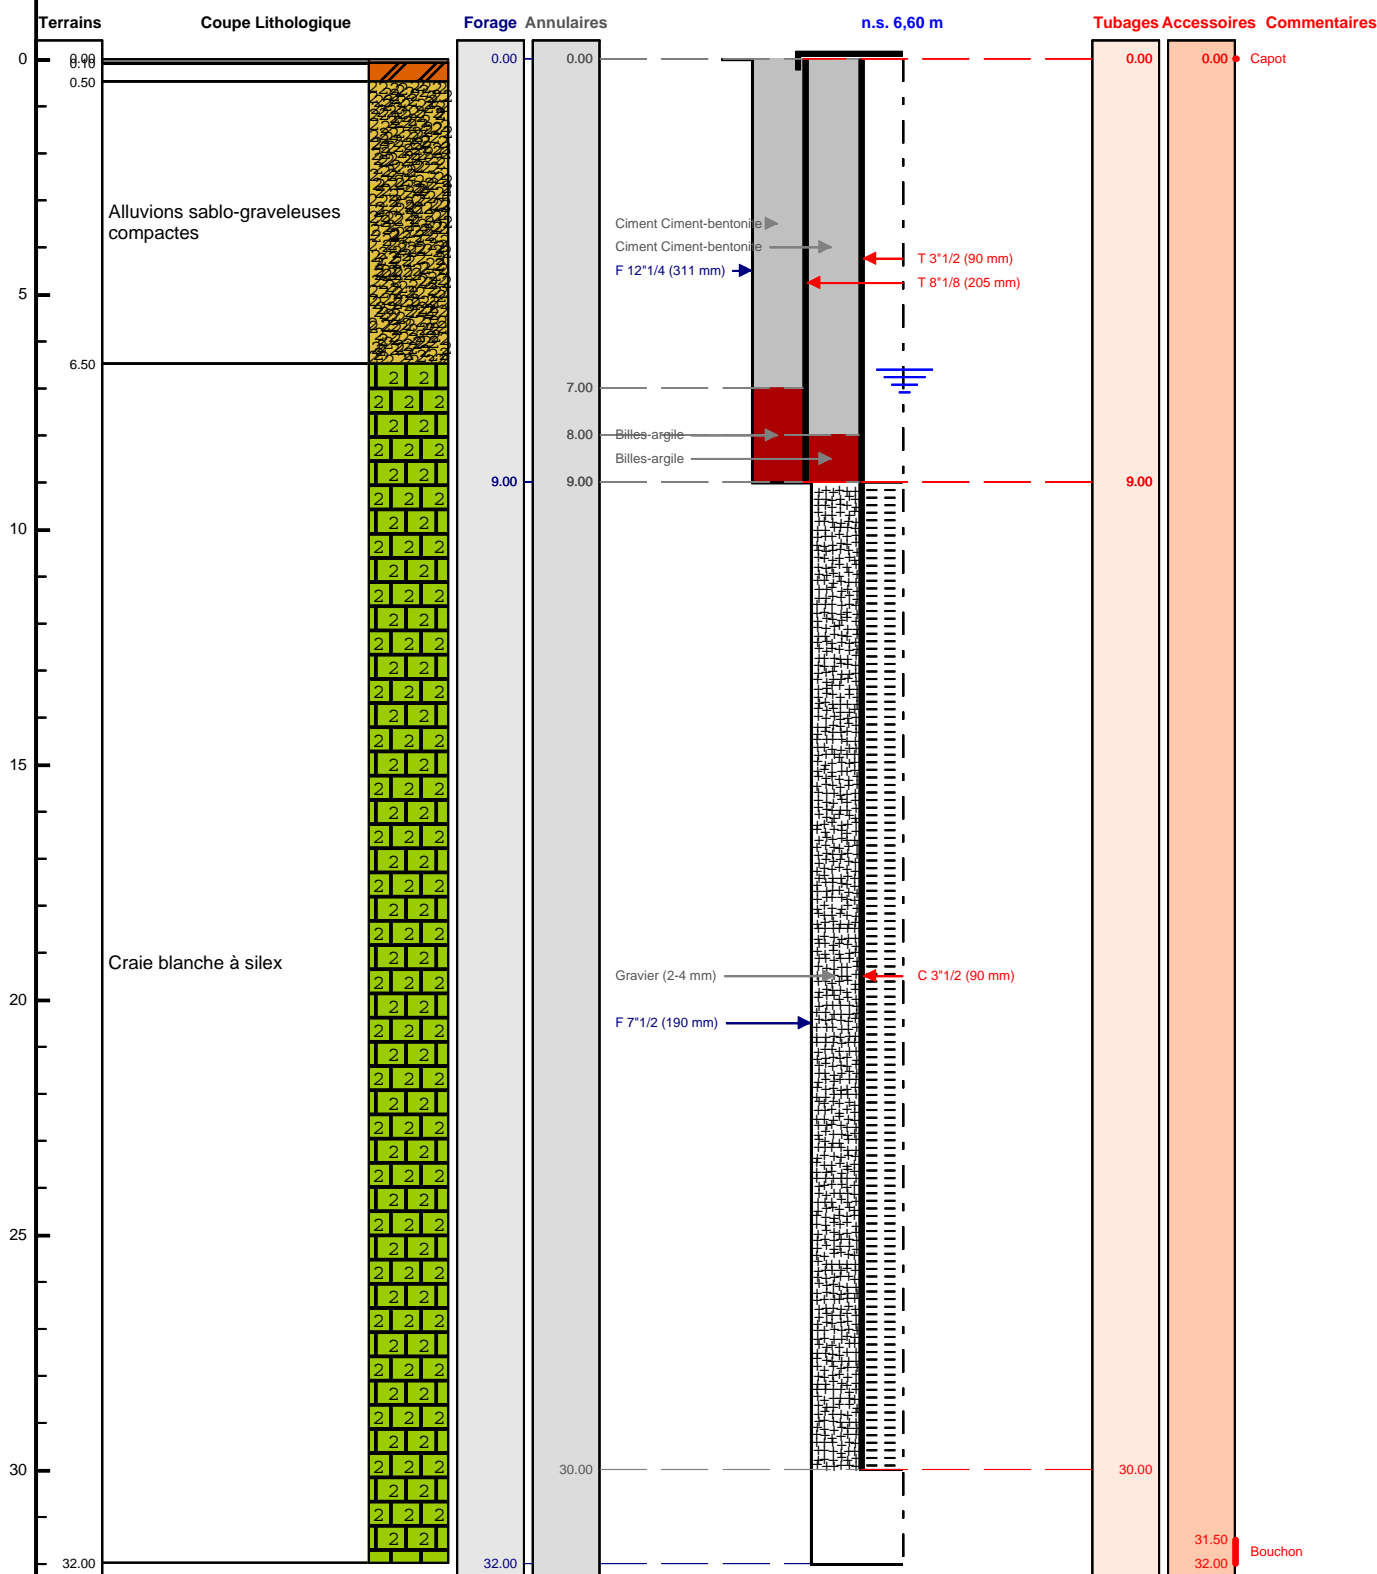 Terrains Coupe Lithologique Forage Annulaires n.s. 6,60 m Tubages Accessoires Commentaires
0 0.00 0.00 0.00 0.00 0.00 Capot
0.10
0.50
Alluvions sablo-graveleuses
compactes
Ciment Ciment-bentonite
Ciment Ciment-bentonite
T 3"1/2 (90 mm)
F 12"1/4 (311 mm)
T 8"1/8 (205 mm)
5
6.50
7.00
8.00 Billes-argile
Billes-argile
9.00 9.00 9.00
10
15
Craie blanche à silex
Gravier (2-4 mm) C 3"1/2 (90 mm)
20
F 7"1/2 (190 mm)
25
30 30.00 30.00
31.50
Bouchon
32.00 32.00 32.00